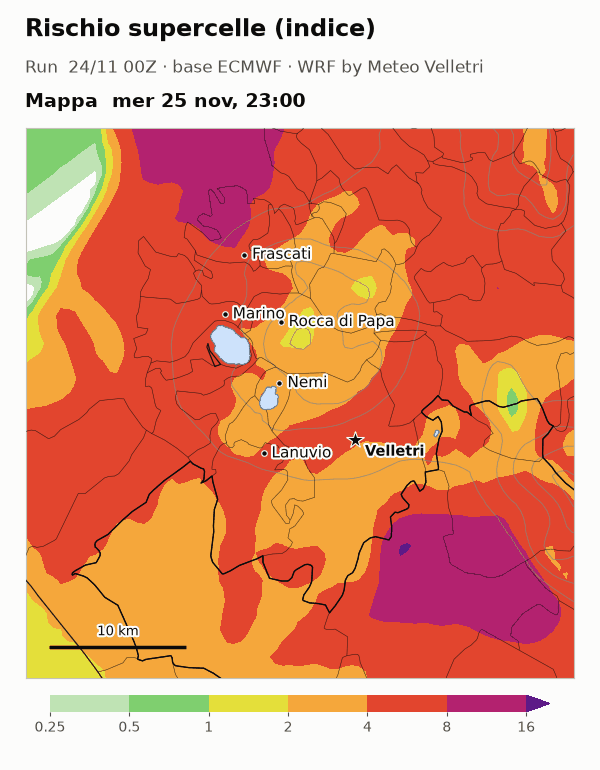 Rischio supercelle (indice)
Run  24/11 00Z · base ECMWF · WRF by Meteo Velletri
Mappa  mer 25 nov, 23:00
Frascati
Marino
Rocca di Papa
Nemi
Velletri
Lanuvio
10 km
0.25 0.5 1 2 4 8 16